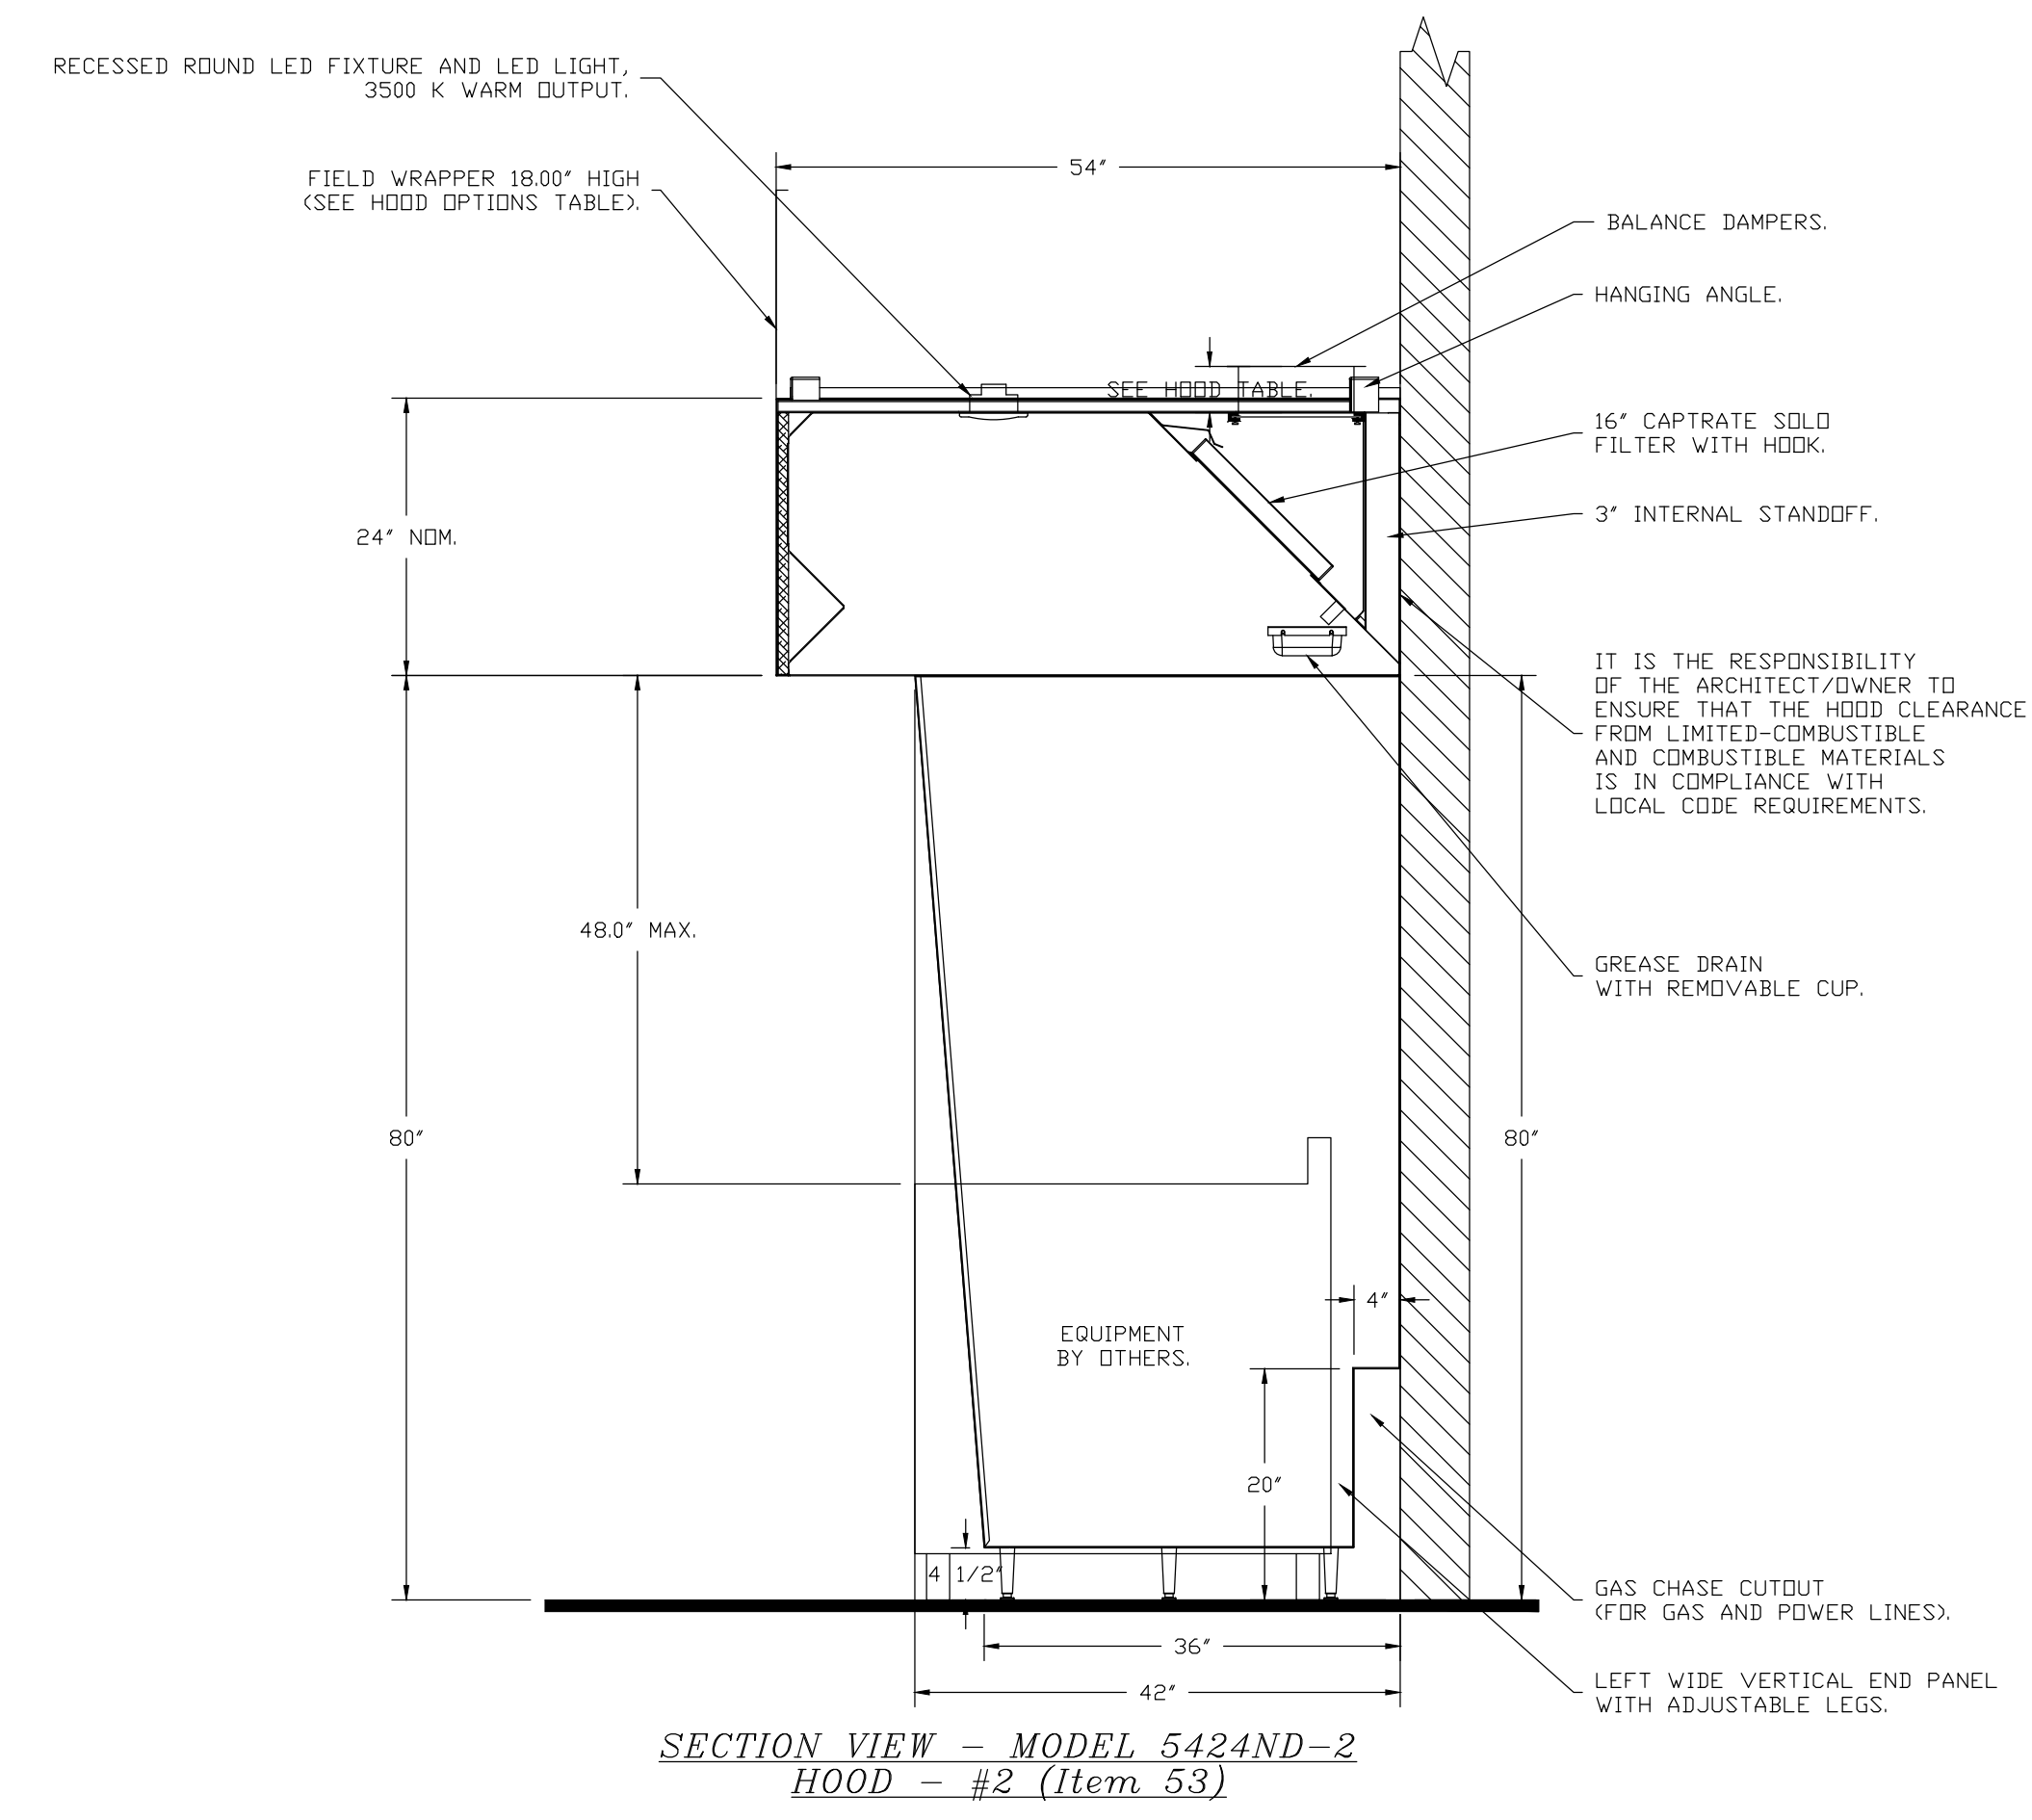 RECESSED ROUND LED FIXTURE AND LED LIGHT,
3500 K WARM OUTPUT.
54"
FIELD WRAPPER 18.00" HIGH
(SEE HOOD OPTIONS TABLE).
BALANCE DAMPERS.
HANGING ANGLE.
SEE HOOD TABLE.
16" CAPTRATE SOLO
FILTER WITH HOOK.
3" INTERNAL STANDOFF.
24" NOM.
IT IS THE RESPONSIBILITY
OF THE ARCHITECT/OWNER TO
ENSURE THAT THE HOOD CLEARANCE
FROM LIMITED-COMBUSTIBLE
AND COMBUSTIBLE MATERIALS
IS IN COMPLIANCE WITH
LOCAL CODE REQUIREMENTS.
48.0" MAX.
GREASE DRAIN
WITH REMOVABLE CUP.
80"
80"
4"
EQUIPMENT
BY OTHERS.
20"
4 1/2"
GAS CHASE CUTOUT
(FOR GAS AND POWER LINES).
36"
LEFT WIDE VERTICAL END PANEL
WITH ADJUSTABLE LEGS.
42"
SECTION VIEW - MODEL 5424ND-2
HOOD - #2 (Item 53)